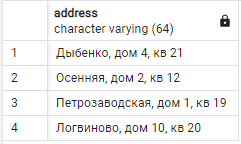 address
character varying (64)
1 Дыбенко, дом 4, кв 21
2 Осенняя, дом 2, кв 12
3 Петрозаводская, дом 1, кв 19
4 Логвиново, дом 10, кв 20